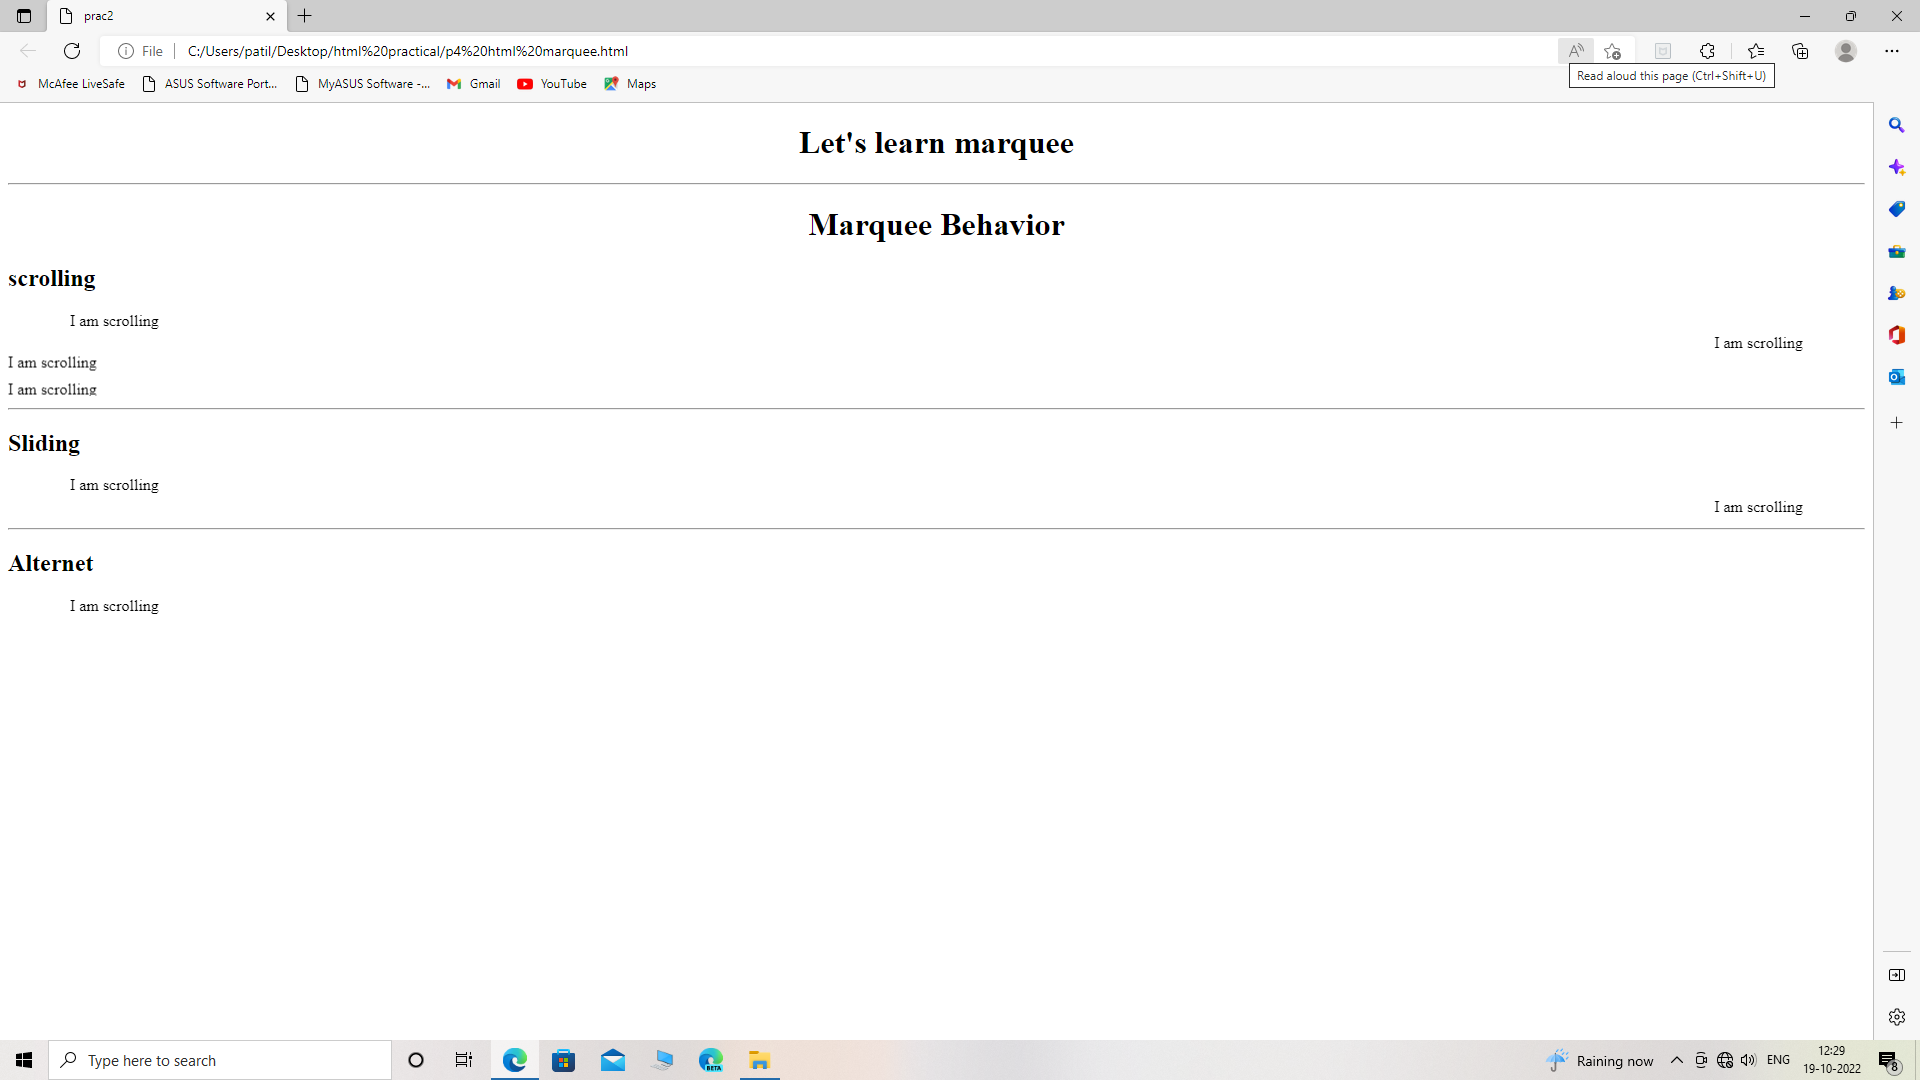 prac2
File
C:/Users/patil/Desktop/html%20practical/p4%20html%20marquee.html
A
Read aloud this page (Ctrl+Shift+U)
McAfee LiveSafe
ASUS Software Port...
MyASUS Software -...
Gmail
YouTube
Maps
Let's learn marquee
Marquee Behavior
scrolling
I am scrolling
I am scrolling
I am scrolling
I am scrolling
Sliding
I am scrolling
I am scrolling
Alternet
I am scrolling
Type here to search
BETA
Raining now
ENG
12:29
19-10-2022
8